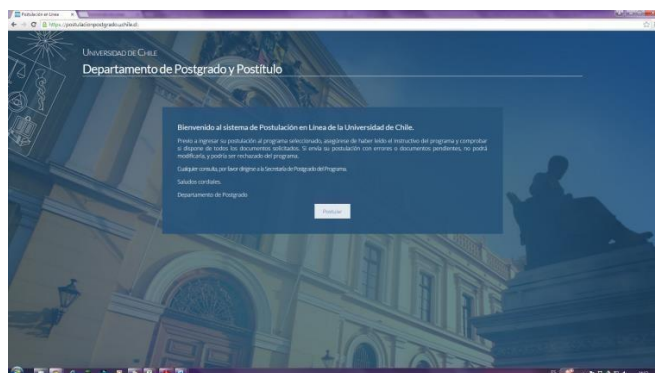 Postulación en Línea
https://postulacionpostgrado.uchile.cl
UNIVERSIDAD DE CHILE
Departamento de Postgrado y Postítulo
Bienvenido al sistema de Postulación en Línea de la Universidad de Chile.
Previo a ingresar su postulación al programa seleccionado, asegúrese de haber leído el instructivo del programa y comprobar
si dispone de todos los documentos solicitados. Si envía su postulación con errores o documentos pendientes, no podrá
modificarla, y podría ser rechazado del programa.
Cualquier consulta, por favor dirigirse a la Secretaría de Postgrado del Programa.
Saludos cordiales.
Departamento de Postgrado
Postular